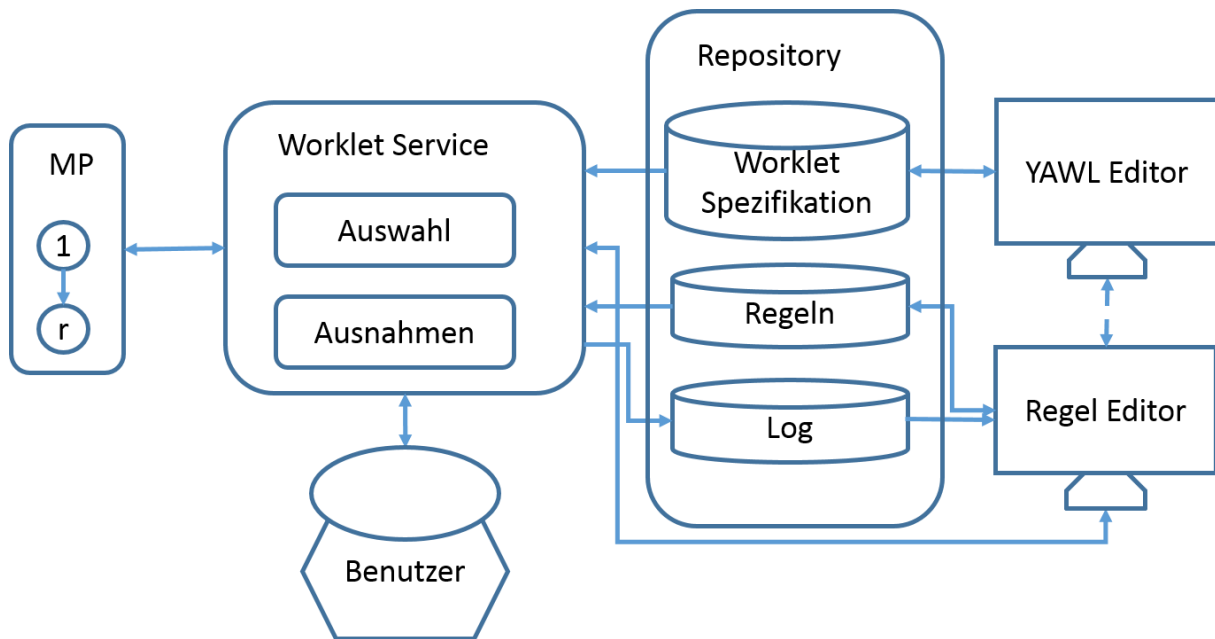 MP
1
r
Worklet Service
Auswahl
Ausnahmen
Benutzer
Repository
Worklet
Spezifikation
Regeln
Log
YAWL Editor
Regel Editor